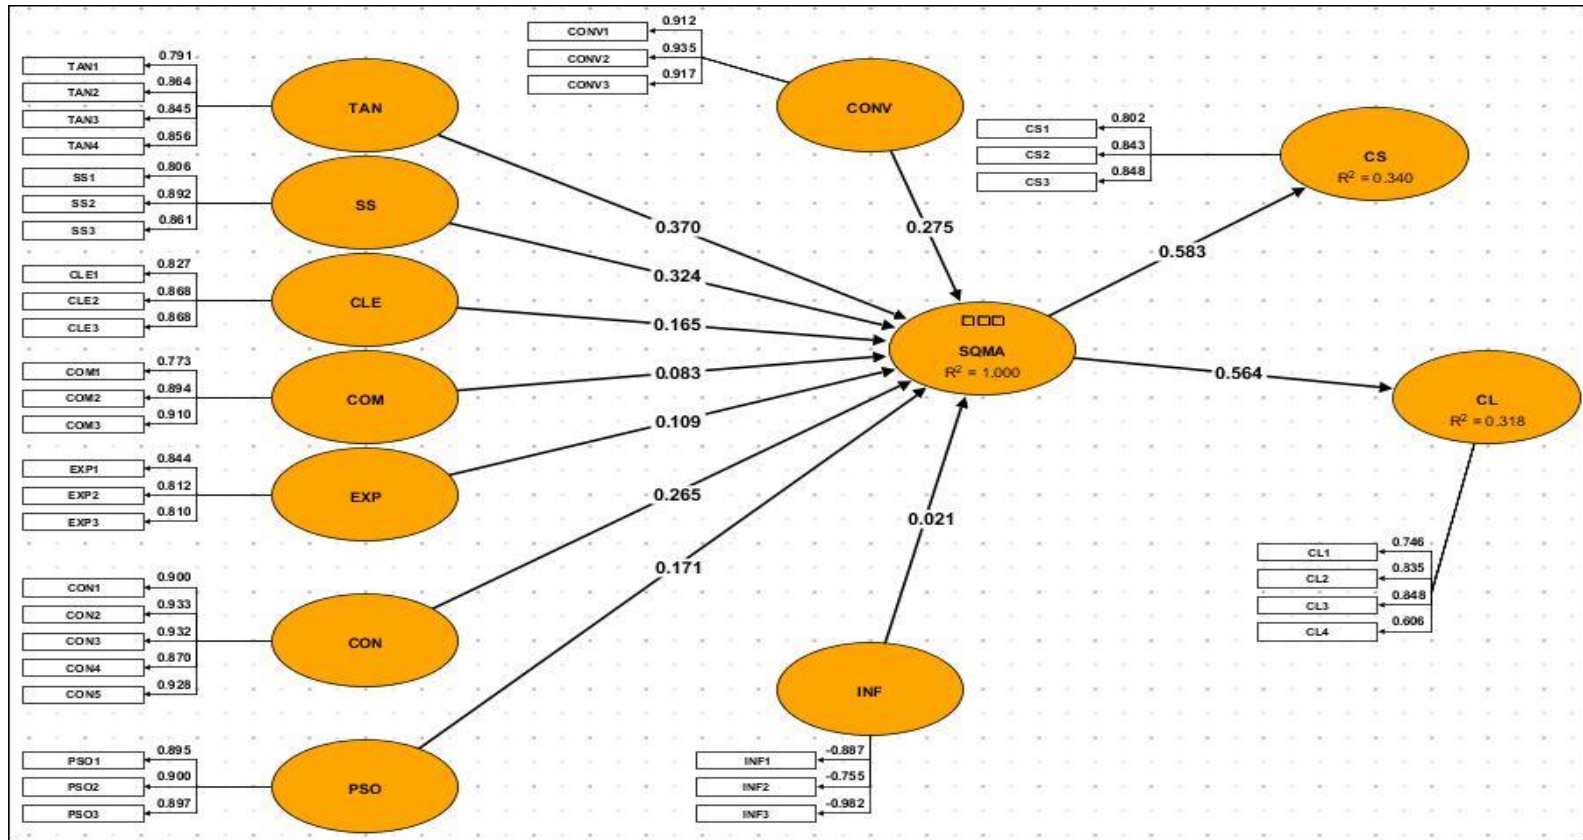 TAN1 0.791
TAN2 0.864
TAN3 0.845
TAN4 0.856
TAN
SS1 0.806
SS2 0.892
SS3 0.861
SS
CLE1 0.827
CLE2 0.868
CLE3 0.868
CLE
COM1 0.773
COM2 0.894
COM3 0.910
COM
EXP1 0.844
EXP2 0.812
EXP3 0.810
EXP
CON1 0.900
CON2 0.933
CON3 0.932
CON4 0.870
CON5 0.928
CON
PSO1 0.895
PSO2 0.900
PSO3 0.897
PSO
CONV1 0.912
CONV2 0.935
CONV3 0.917
CONV
0.370
0.324
0.165
0.083
0.109
0.265
0.171
0.275
0.021
SQMA
R² = 1.000
INF
INF1 -0.887
INF2 -0.755
INF3 -0.982
0.583
0.564
CS1 0.802
CS2 0.843
CS3 0.848
CS
R² = 0.340
CL
R² = 0.318
CL1 0.746
CL2 0.835
CL3 0.848
CL4 0.606